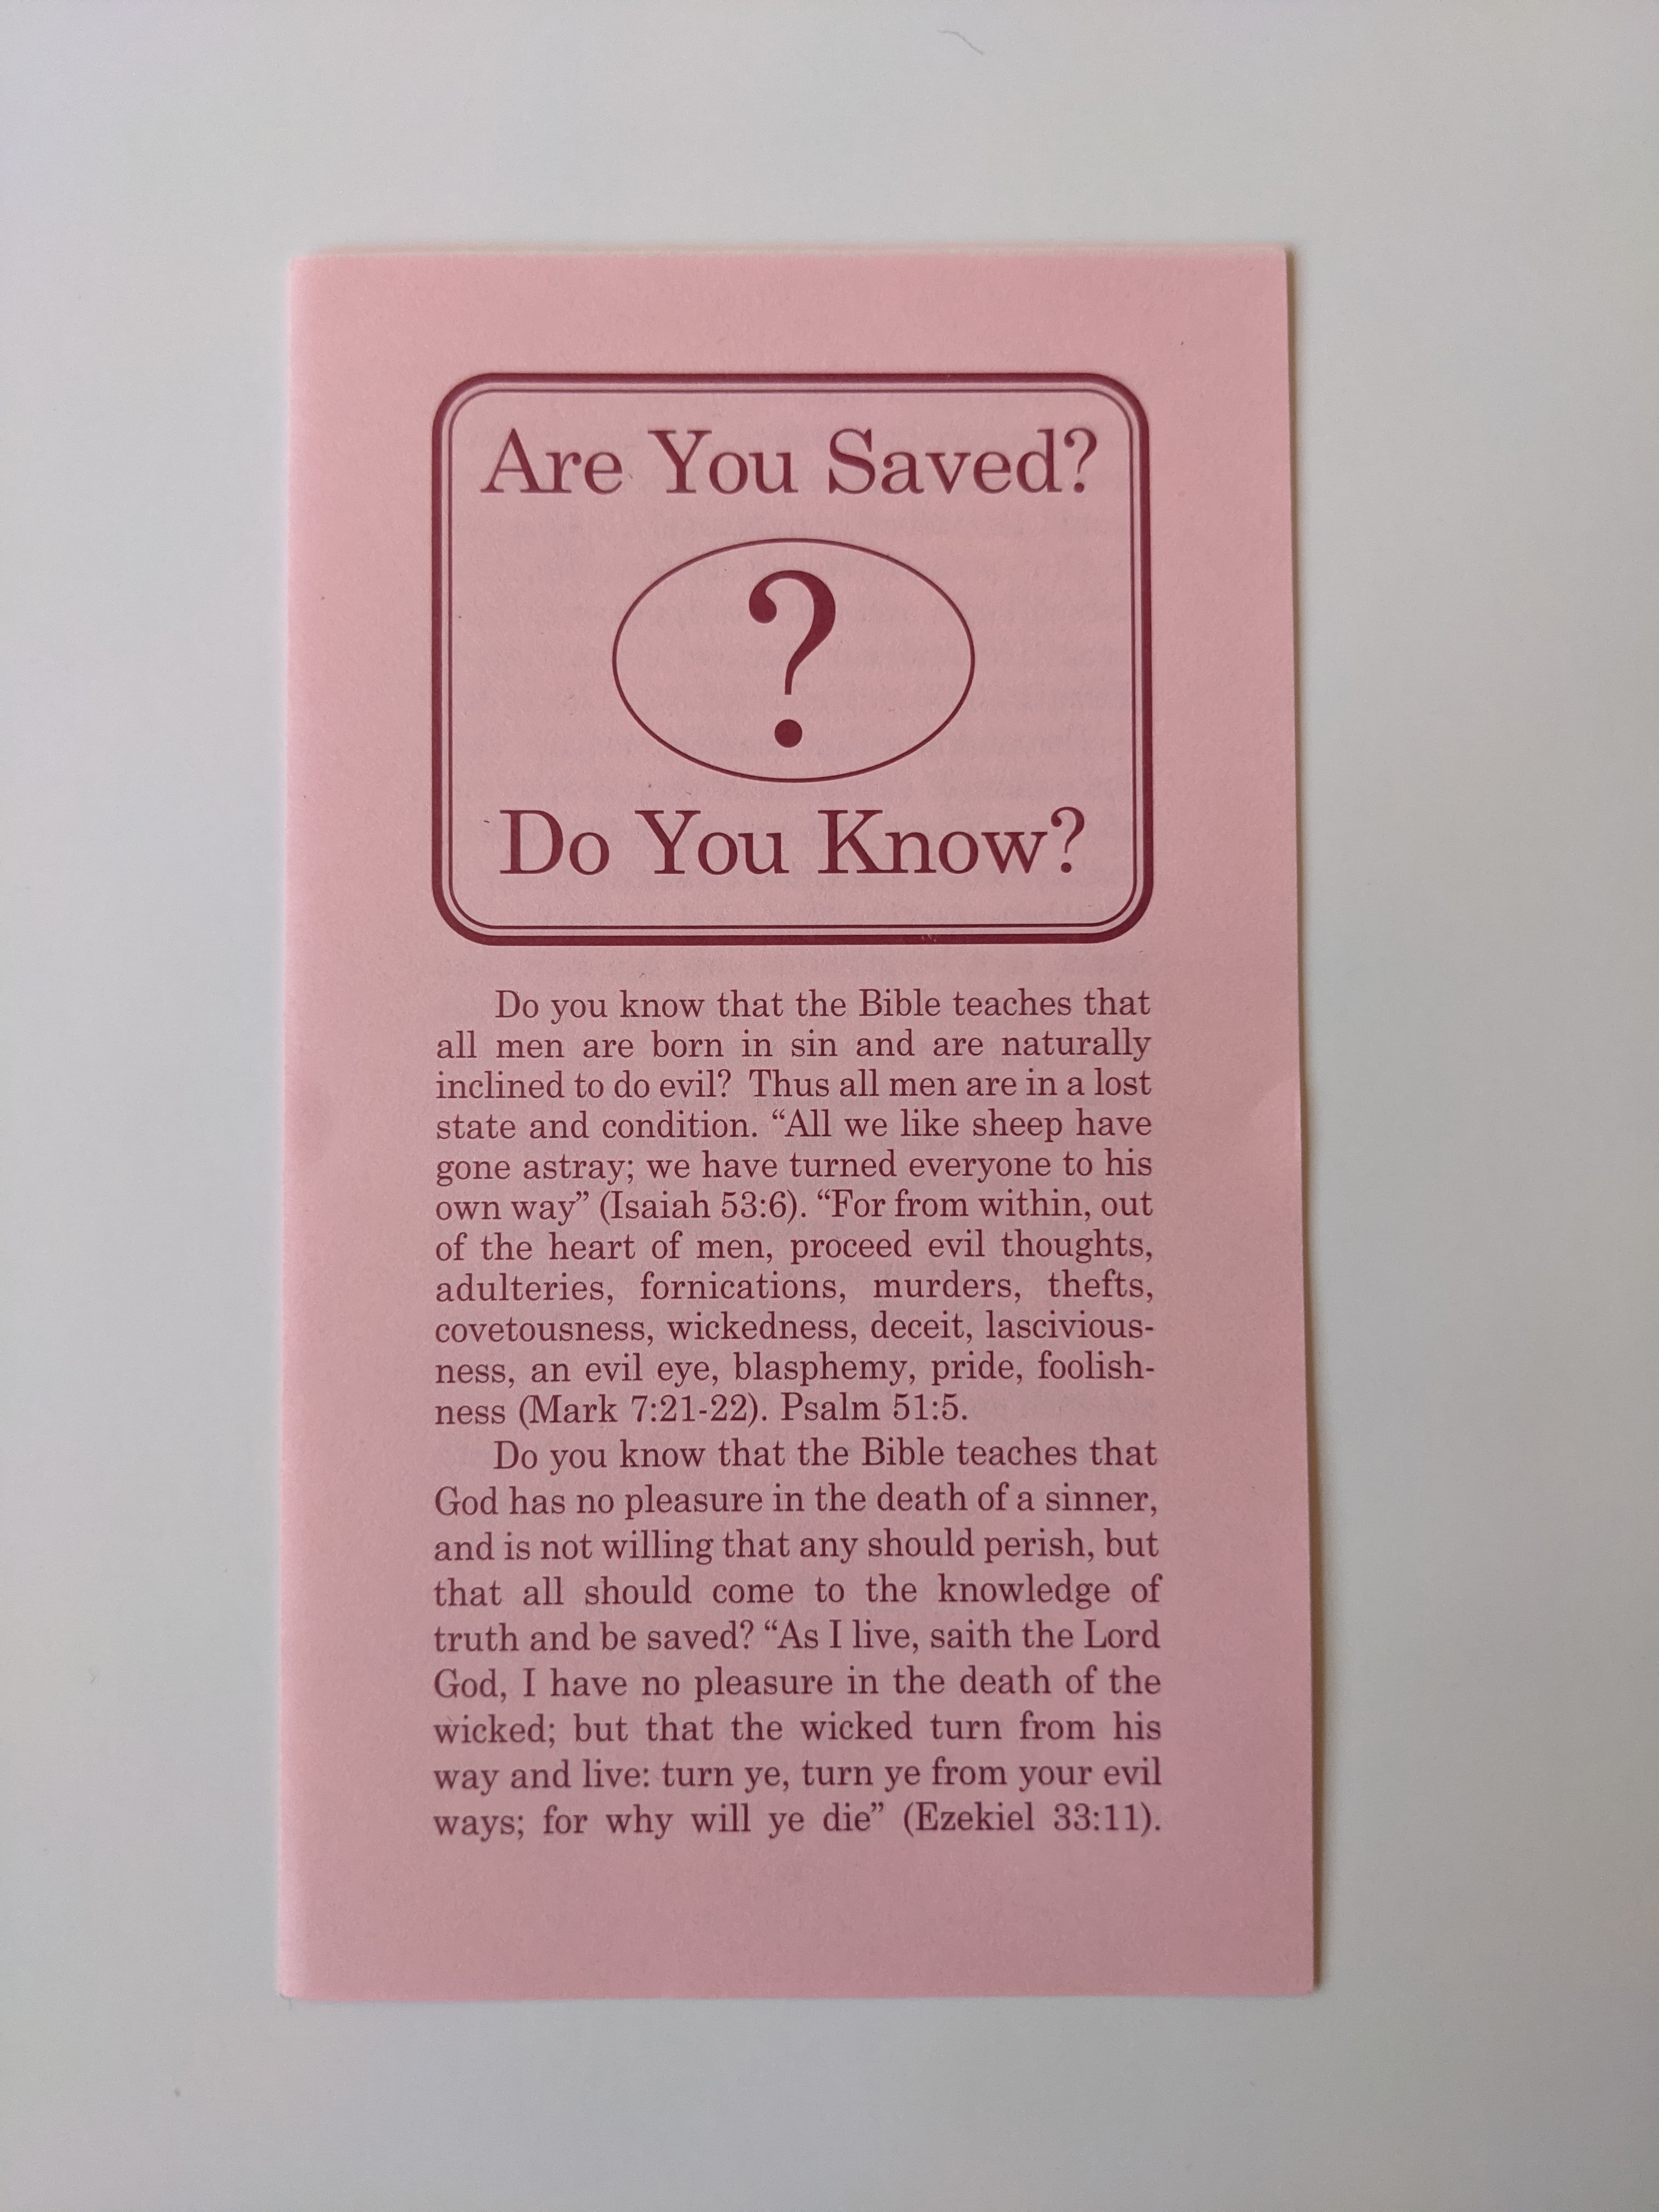 Are You Saved?
?
Do You Know?
Do you know that the Bible teaches that
all men are born in sin and are naturally
inclined to do evil? Thus all men are in a lost
state and condition. “All we like sheep have
gone astray; we have turned everyone to his
own way” (Isaiah 53:6). “For from within, out
of the heart of men, proceed evil thoughts,
adulteries, fornications, murders, thefts,
covetousness, wickedness, deceit, lascivious-
ness, an evil eye, blasphemy, pride, foolish-
ness (Mark 7:21-22). Psalm 51:5.
Do you know that the Bible teaches that
God has no pleasure in the death of a sinner,
and is not willing that any should perish, but
that all should come to the knowledge of
truth and be saved? “As I live, saith the Lord
God, I have no pleasure in the death of the
wicked; but that the wicked turn from his
way and live: turn ye, turn ye from your evil
ways; for why will ye die” (Ezekiel 33:11).